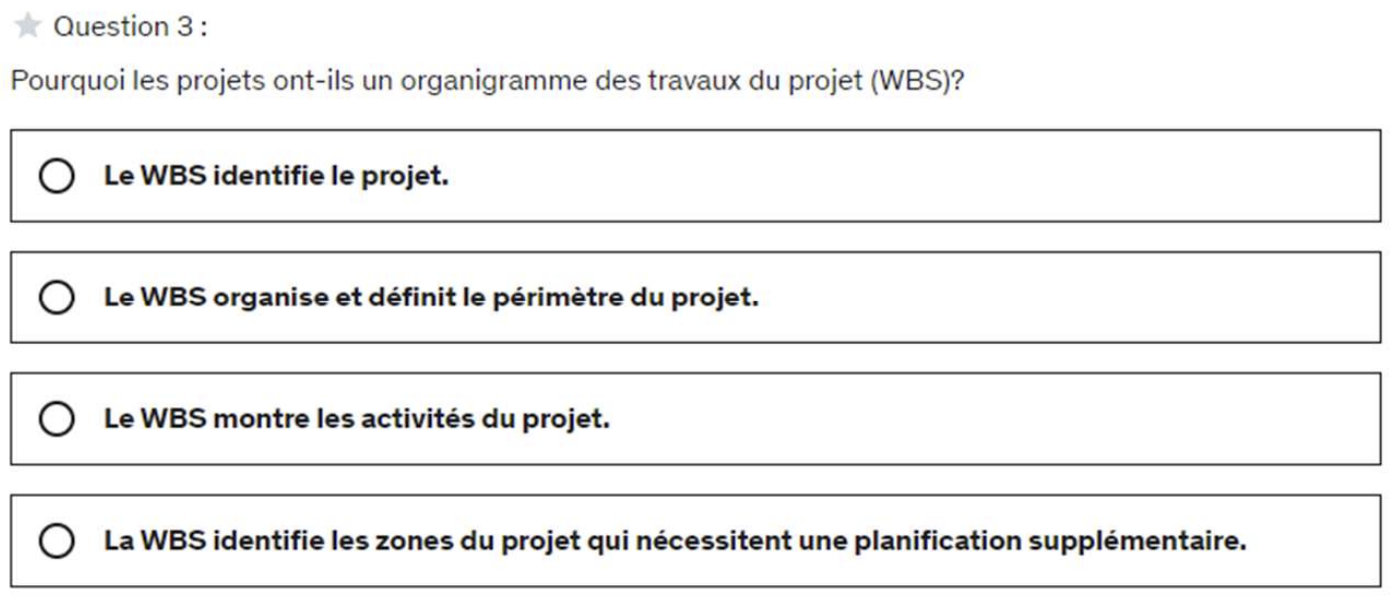 Question 3 :
Pourquoi les projets ont-ils un organigramme des travaux du projet (WBS)?
Le WBS identifie le projet.
Le WBS organise et définit le périmètre du projet.
Le WBS montre les activités du projet.
La WBS identifie les zones du projet qui nécessitent une planification supplémentaire.